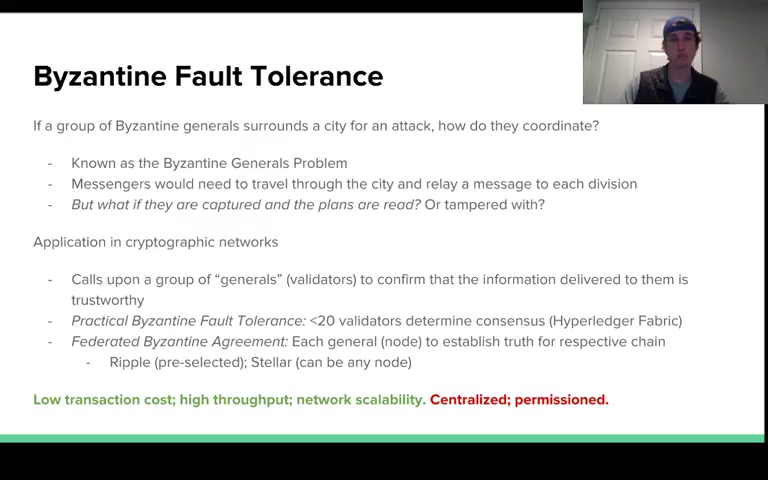 Byzantine Fault Tolerance
If a group of Byzantine generals surrounds a city for an attack, how do they coordinate?
- Known as the Byzantine Generals Problem
- Messengers would need to travel through the city and relay a message to each division
- But what if they are captured and the plans are read? Or tampered with?
Application in cryptographic networks
- Calls upon a group of “generals” (validators) to confirm that the information delivered to them is
trustworthy
- Practical Byzantine Fault Tolerance: <20 validators determine consensus (Hyperledger Fabric)
- Federated Byzantine Agreement: Each general (node) to establish truth for respective chain
- Ripple (pre-selected); Stellar (can be any node)
Low transaction cost; high throughput; network scalability. Centralized; permissioned.